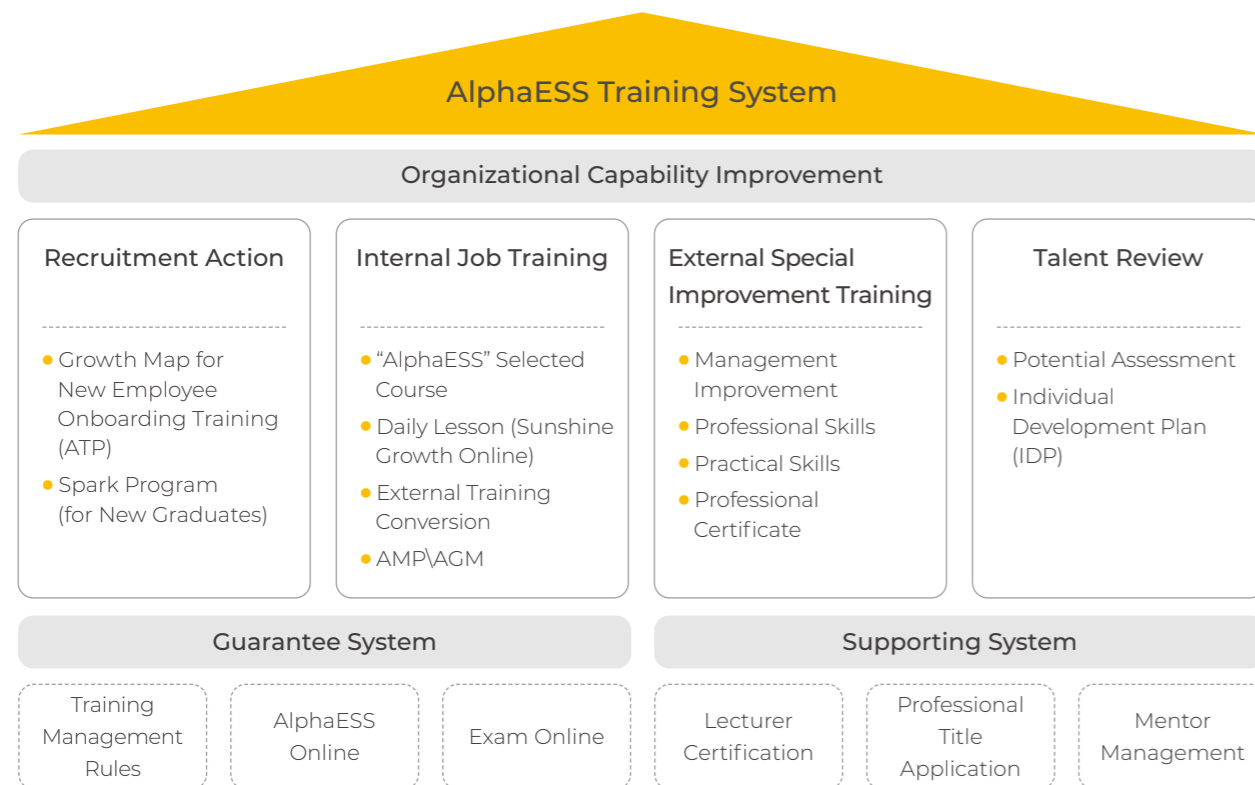 AlphaESS Training System
Organizational Capability Improvement
Recruitment Action
Growth Map for
New Employee
Onboarding Training
(ATP)
Spark Program
(for New Graduates)
Internal Job Training
“AlphaESS” Selected
Course
Daily Lesson (Sunshine
Growth Online)
External Training
Conversion
AMP\AGM
External Special
Improvement Training
Management
Improvement
Professional Skills
Practical Skills
Professional
Certificate
Talent Review
Potential Assessment
Individual
Development Plan
(IDP)
Guarantee System
Training
Management
Rules
AlphaESS
Online
Exam Online
Supporting System
Lecturer
Certification
Professional
Title
Application
Mentor
Management